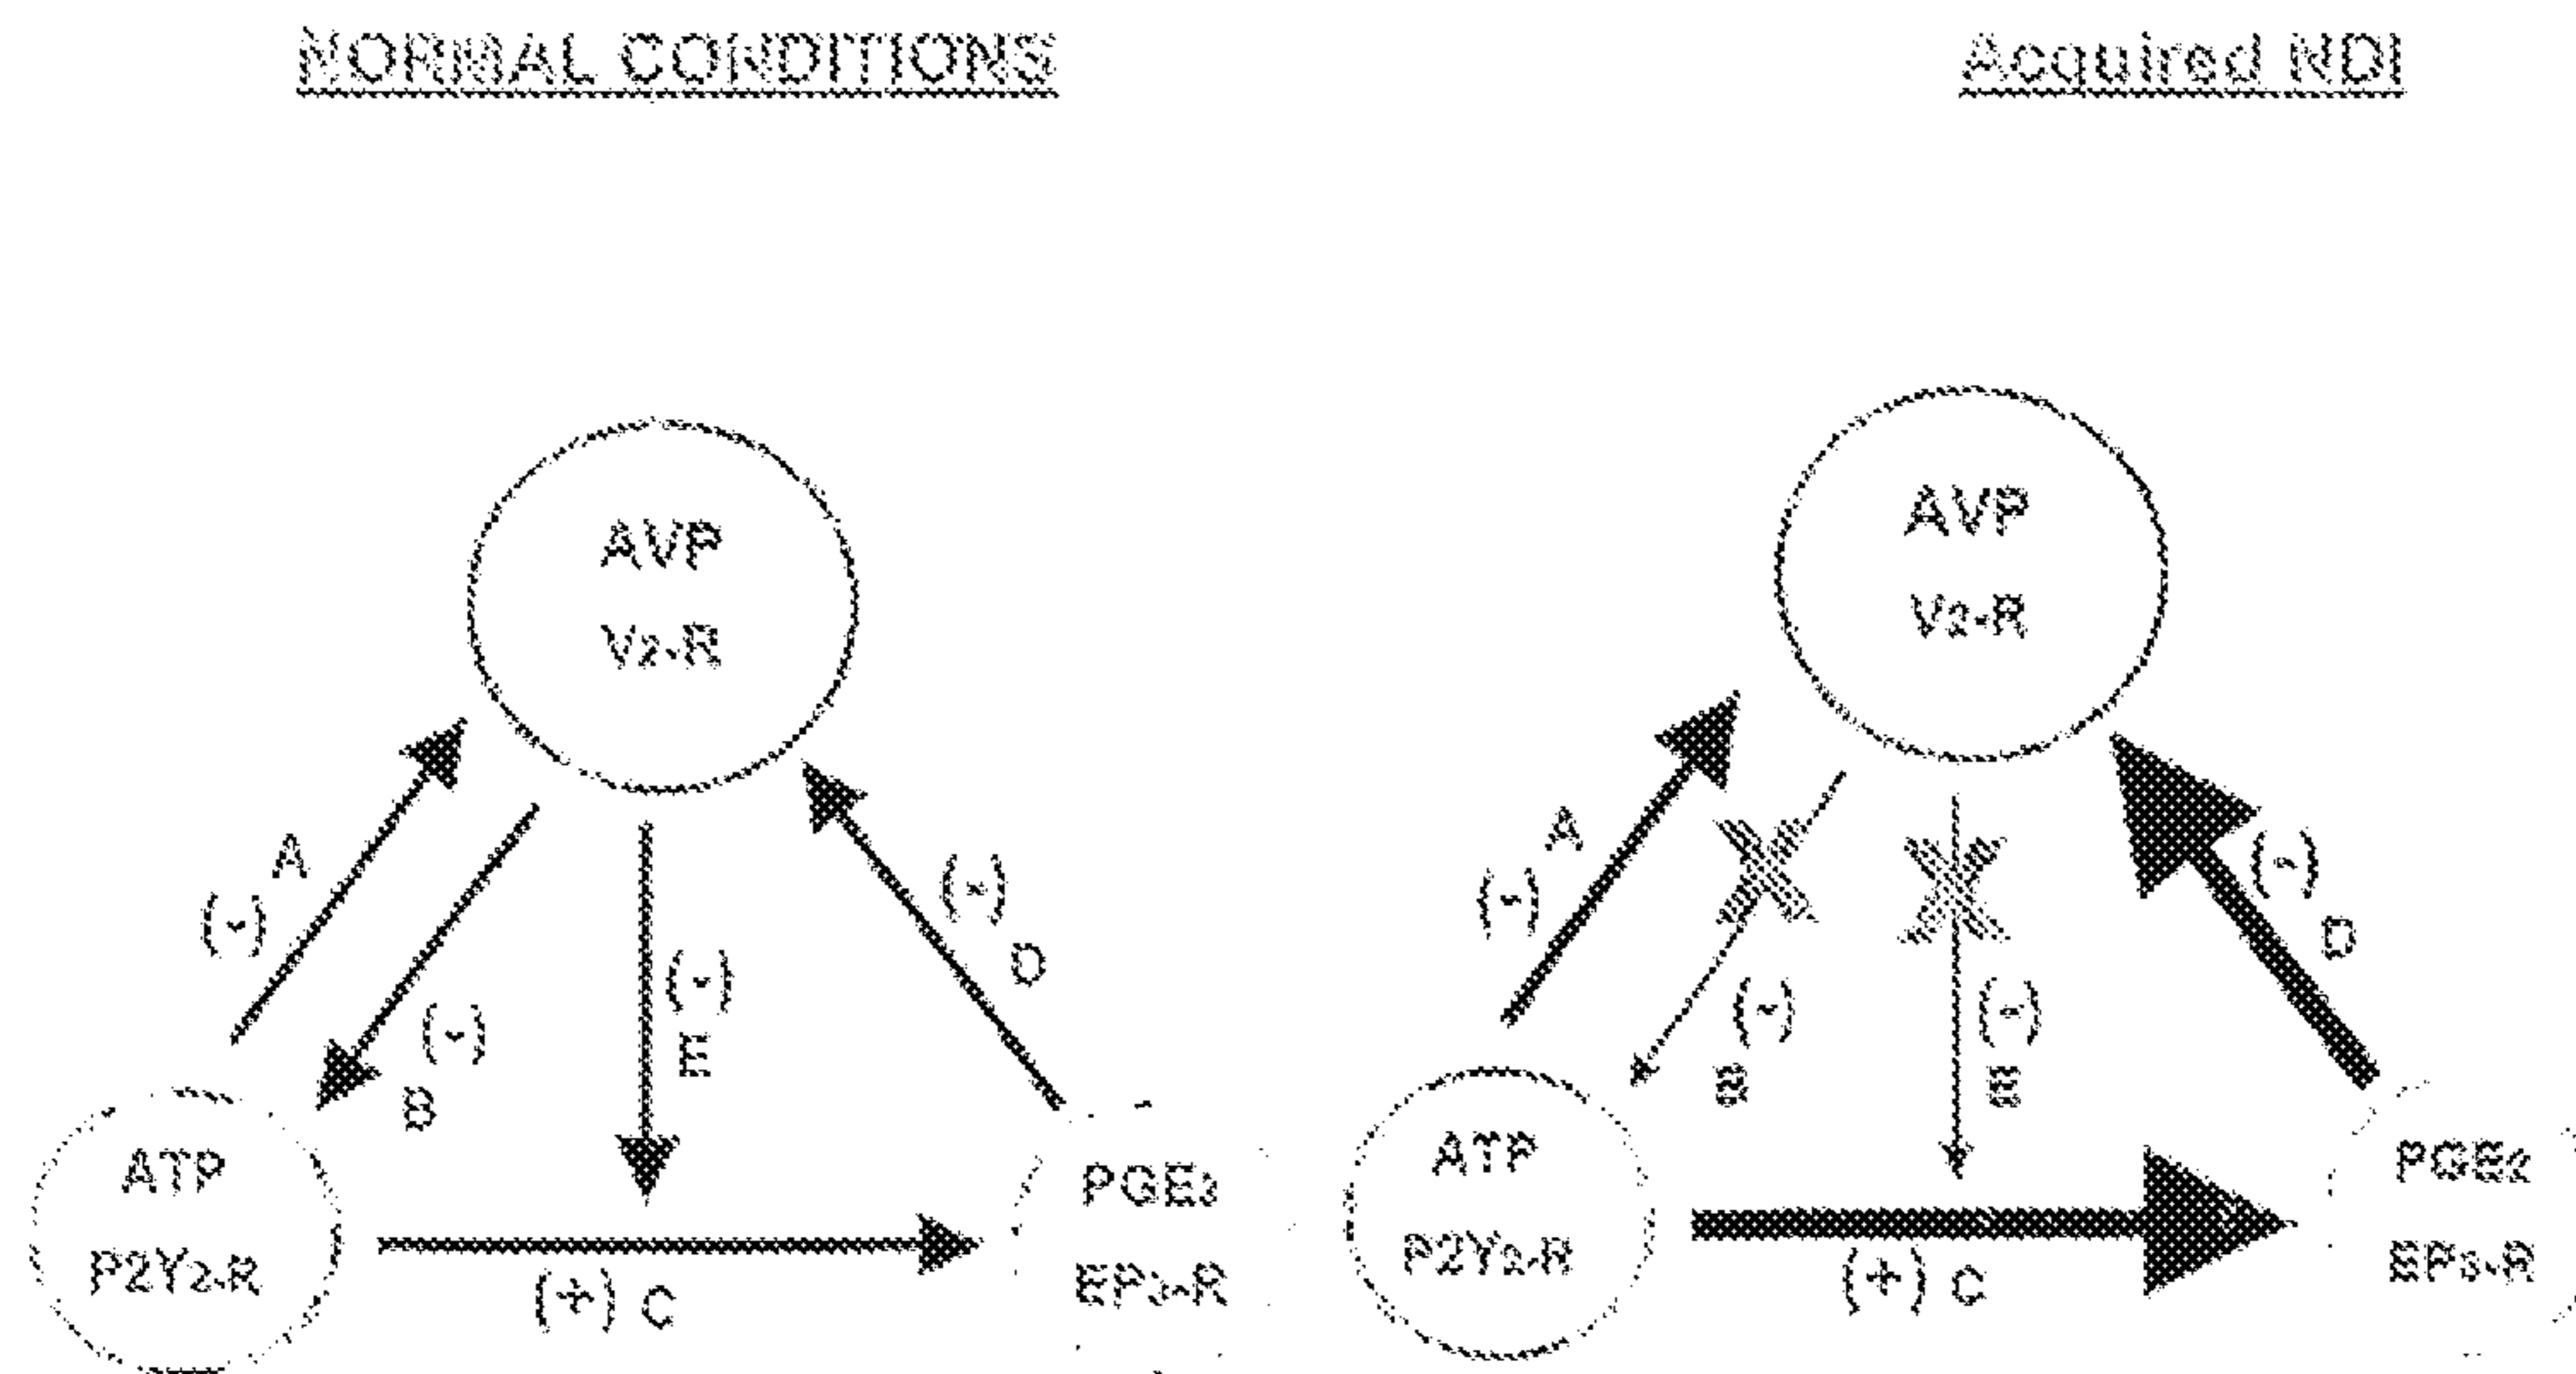 NORMAL CONDITIONS
AVP
V2-R
A
(-)
(-)
B
(-)
E
(-)
D
ATP
P2Y2-R
(+) C
PGE2
EP3-R
Acquired NDI
AVP
V2-R
A
(-)
(-)
B
(-)
E
(-)
D
ATP
P2Y2-R
(+) C
PGE2
EP3-R